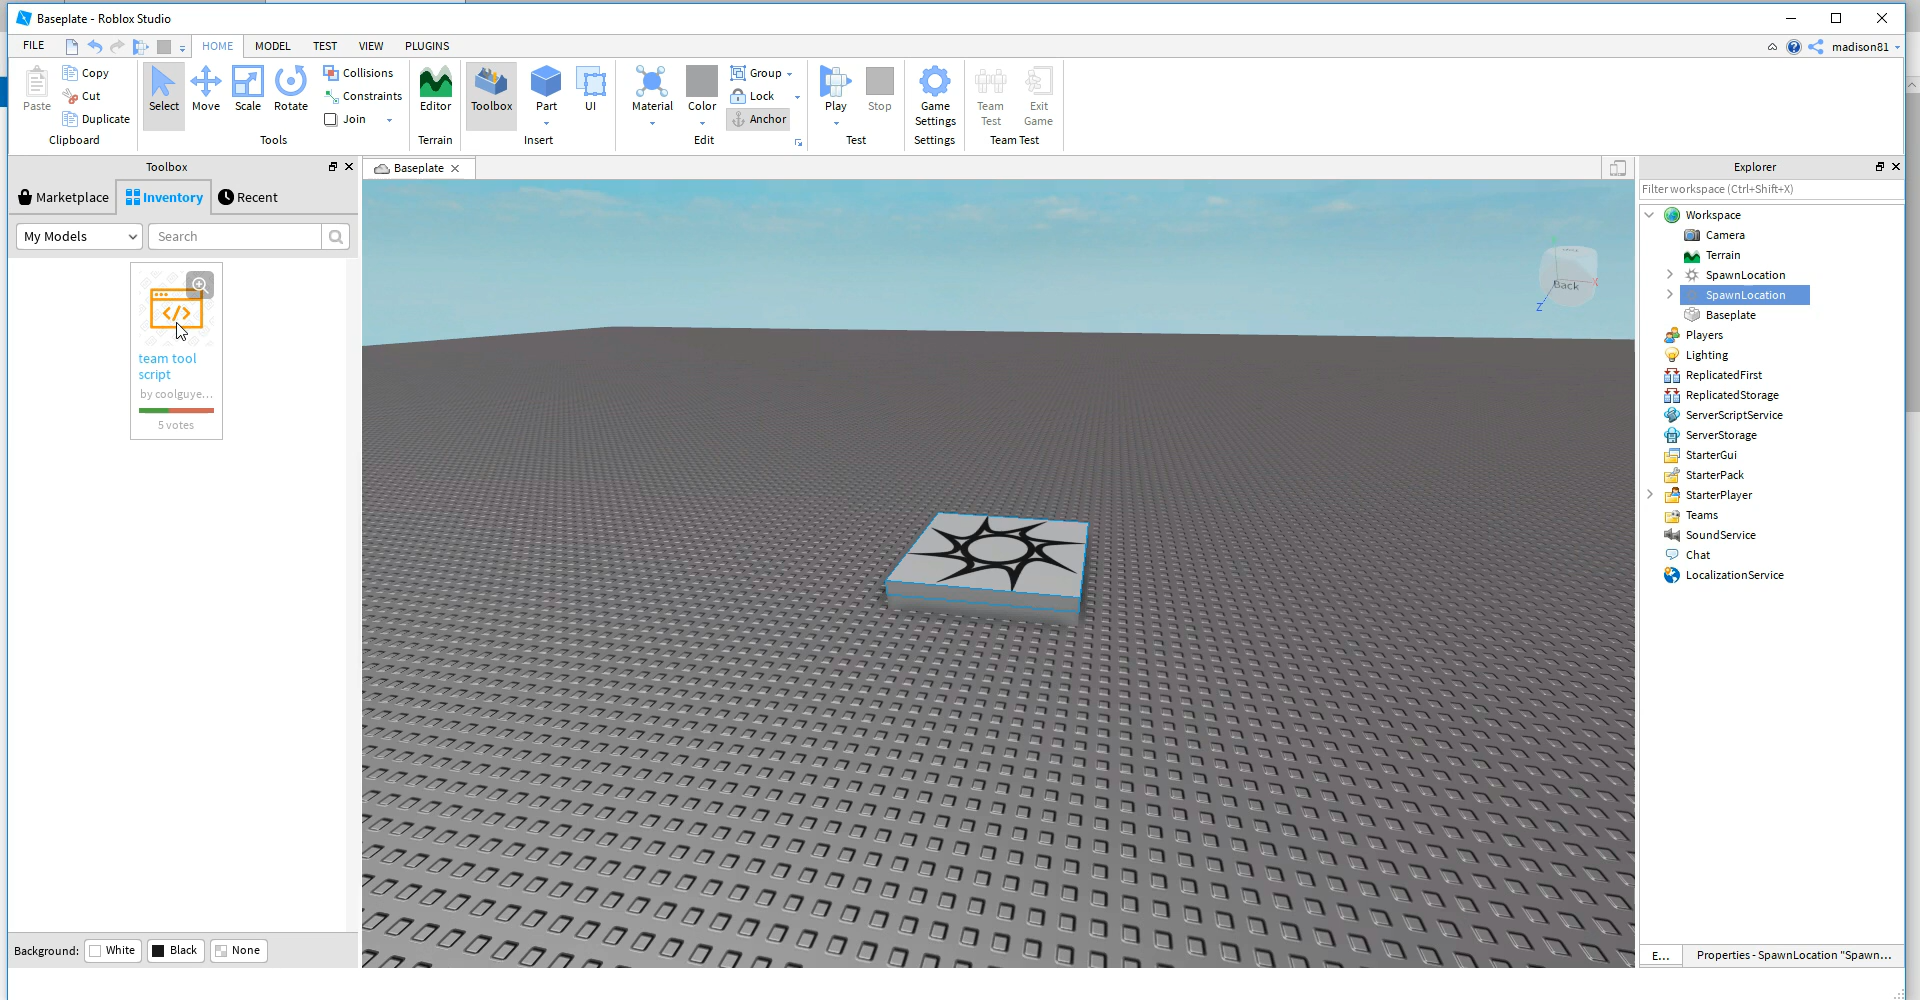 Baseplate - Roblox Studio
FILE HOME MODEL TEST VIEW PLUGINS madison81
Paste Copy Cut Duplicate Clipboard
Select Move Scale Rotate Collisions Constraints Join Tools
Editor Terrain
Toolbox Part UI Insert
Material Color Group Lock Anchor Edit
Play Stop Test
Game Settings Settings
Team Test Exit Game Team Test
Toolbox
Marketplace Inventory Recent
My Models Search
</>
team tool
script
by coolguye...
5 votes
Background: White Black None
Baseplate
Back
X
Z
Explorer
Filter workspace (Ctrl+Shift+X)
Workspace
Camera
Terrain
SpawnLocation
SpawnLocation
Baseplate
Players
Lighting
ReplicatedFirst
ReplicatedStorage
ServerScriptService
ServerStorage
StarterGui
StarterPack
StarterPlayer
Teams
SoundService
Chat
LocalizationService
E... Properties - SpawnLocation "Spawn...